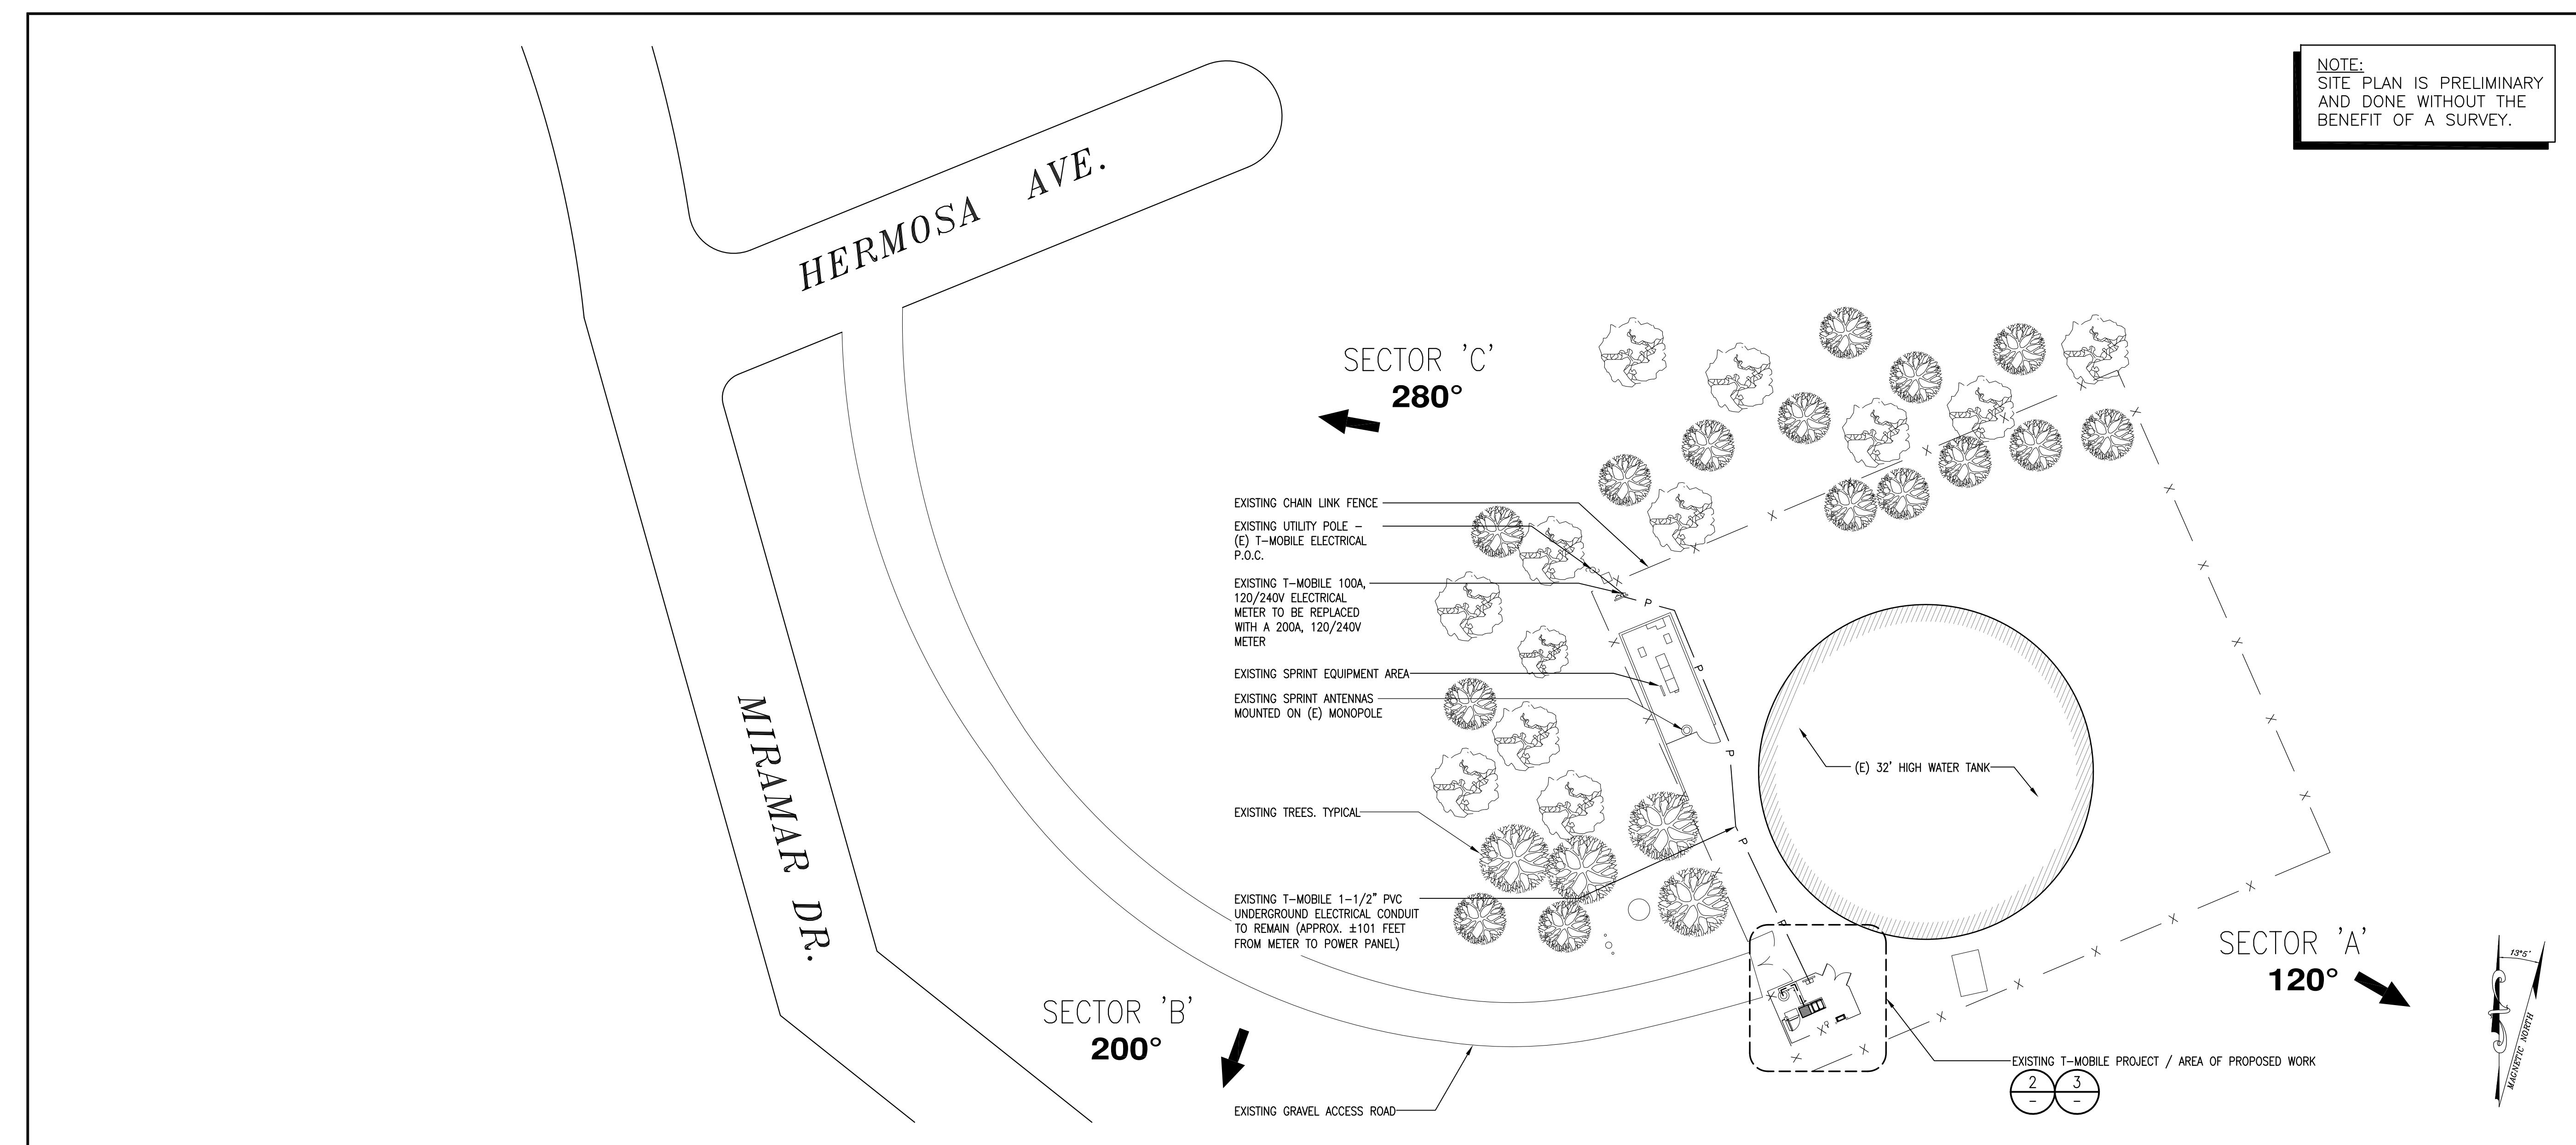 NOTE:
SITE PLAN IS PRELIMINARY
AND DONE WITHOUT THE
BENEFIT OF A SURVEY.
HERMOSA AVE.
SECTOR 'C'
280°
EXISTING CHAIN LINK FENCE
EXISTING UTILITY POLE –
(E) T-MOBILE ELECTRICAL
P.O.C.
EXISTING T-MOBILE 100A,
120/240V ELECTRICAL
METER TO BE REPLACED
WITH A 200A, 120/240V
METER
EXISTING SPRINT EQUIPMENT AREA
EXISTING SPRINT ANTENNAS
MOUNTED ON (E) MONOPOLE
(E) 32' HIGH WATER TANK
MIRAMAR DR.
EXISTING TREES. TYPICAL
EXISTING T-MOBILE 1-1/2" PVC
UNDERGROUND ELECTRICAL CONDUIT
TO REMAIN (APPROX. ±101 FEET
FROM METER TO POWER PANEL)
P
P
P
P
P
SECTOR 'A'
120°
SECTOR 'B'
200°
13°5'
MAGNETIC NORTH
EXISTING T-MOBILE PROJECT / AREA OF PROPOSED WORK
2 3
– –
EXISTING GRAVEL ACCESS ROAD